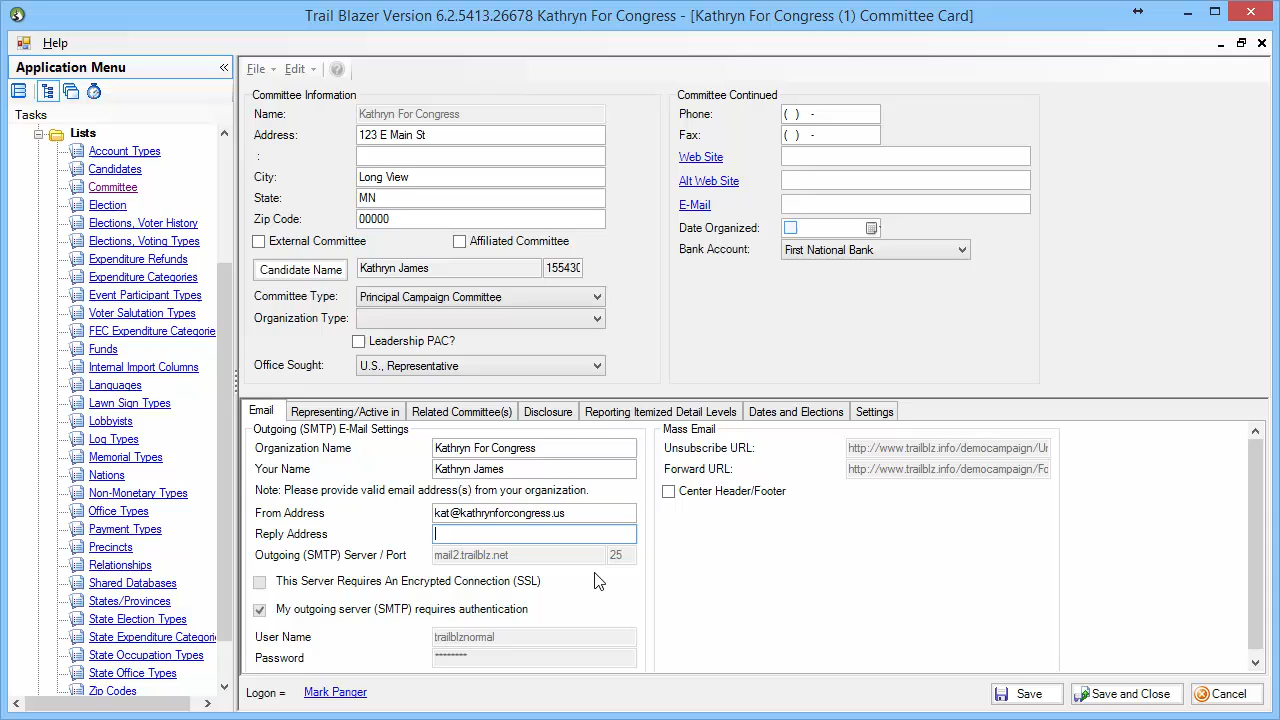 Trail Blazer Version 6.2.5413.26678 Kathryn For Congress - [Kathryn For Congress (1) Committee Card]
Help
Application Menu
File
Edit
Tasks
Lists
Account Types
Candidates
Committee
Election
Elections, Voter History
Elections, Voting Types
Expenditure Refunds
Expenditure Categories
Event Participant Types
Voter Salutation Types
FEC Expenditure Categorie
Funds
Internal Import Columns
Languages
Lawn Sign Types
Lobbyists
Log Types
Memorial Types
Nations
Non-Monetary Types
Office Types
Payment Types
Precincts
Relationships
Shared Databases
States/Provinces
State Election Types
State Expenditure Categori
State Occupation Types
State Office Types
Zip Codes
Committee Information
Name: Kathryn For Congress
Address: 123 E Main St
:
City: Long View
State: MN
Zip Code: 00000
External Committee Affiliated Committee
Candidate Name Kathryn James 15543
Committee Type: Principal Campaign Committee
Organization Type:
Leadership PAC?
Office Sought: U.S., Representative
Committee Continued
Phone: ( ) -
Fax: ( ) -
Web Site
Alt Web Site
E-Mail
Date Organized:
Bank Account: First National Bank
Email Representing/Active in Related Committee(s) Disclosure Reporting Itemized Detail Levels Dates and Elections Settings
Outgoing (SMTP) E-Mail Settings
Organization Name Kathryn For Congress
Your Name Kathryn James
Note: Please provide valid email address(s) from your organization.
From Address kat@kathrynforcongress.us
Reply Address
Outgoing (SMTP) Server / Port mail2.trailblz.net 25
This Server Requires An Encrypted Connection (SSL)
My outgoing server (SMTP) requires authentication
User Name trailblznormal
Password ********
Mass Email
Unsubscribe URL: http://www.trailblz.info/democampaign/Ur
Forward URL: http://www.trailblz.info/democampaign/Fo
Center Header/Footer
Logon = Mark Panger
Save Save and Close Cancel